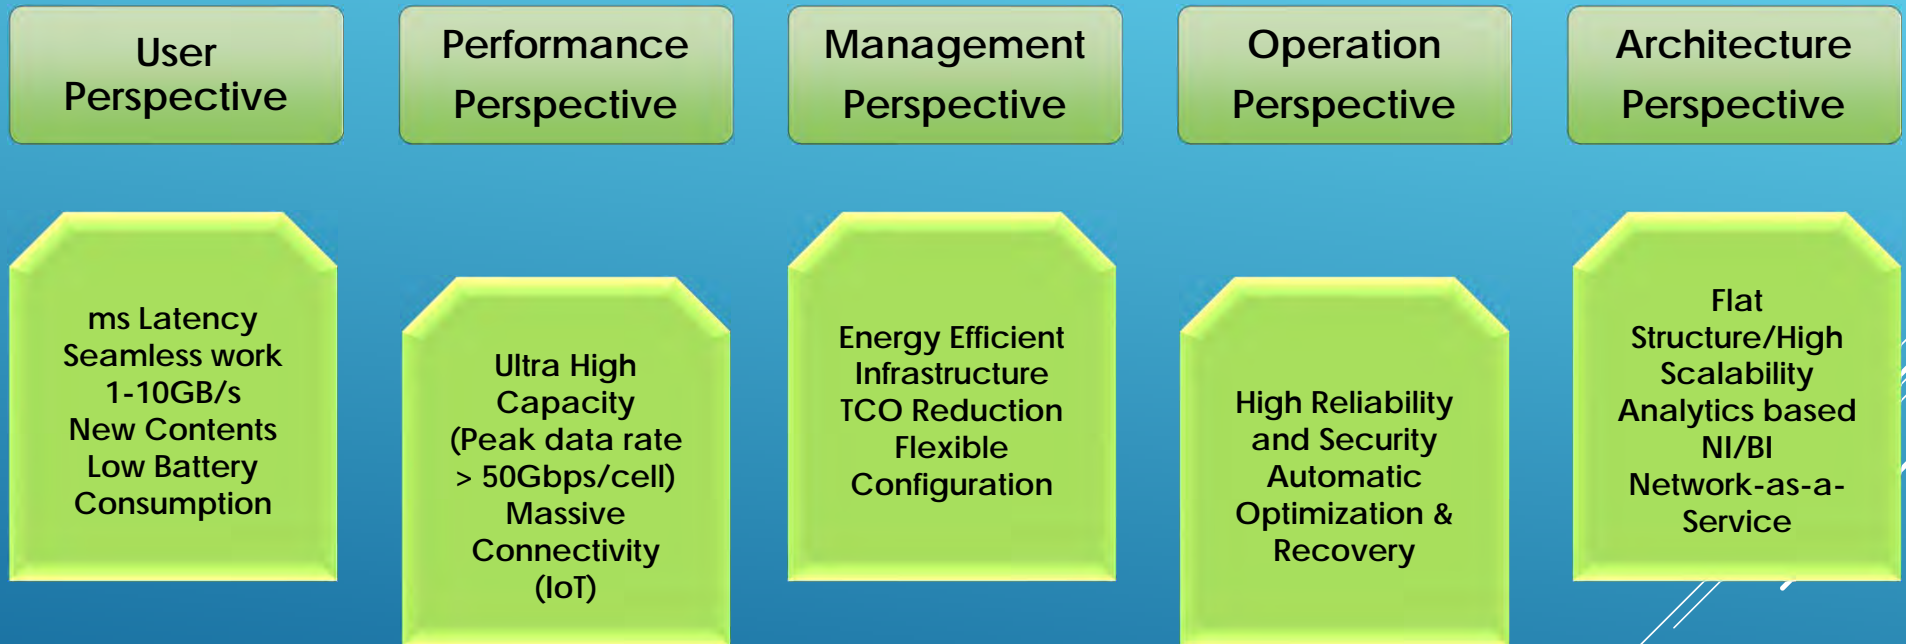 User
Perspective
Performance
Perspective
Management
Perspective
Operation
Perspective
Architecture
Perspective
ms Latency
Seamless work
1-10GB/s
New Contents
Low Battery
Consumption
Ultra High
Capacity
(Peak data rate
> 50Gbps/cell)
Massive
Connectivity
(IoT)
Energy Efficient
Infrastructure
TCO Reduction
Flexible
Configuration
High Reliability
and Security
Automatic
Optimization &
Recovery
Flat
Structure/High
Scalability
Analytics based
NI/BI
Network-as-a-
Service